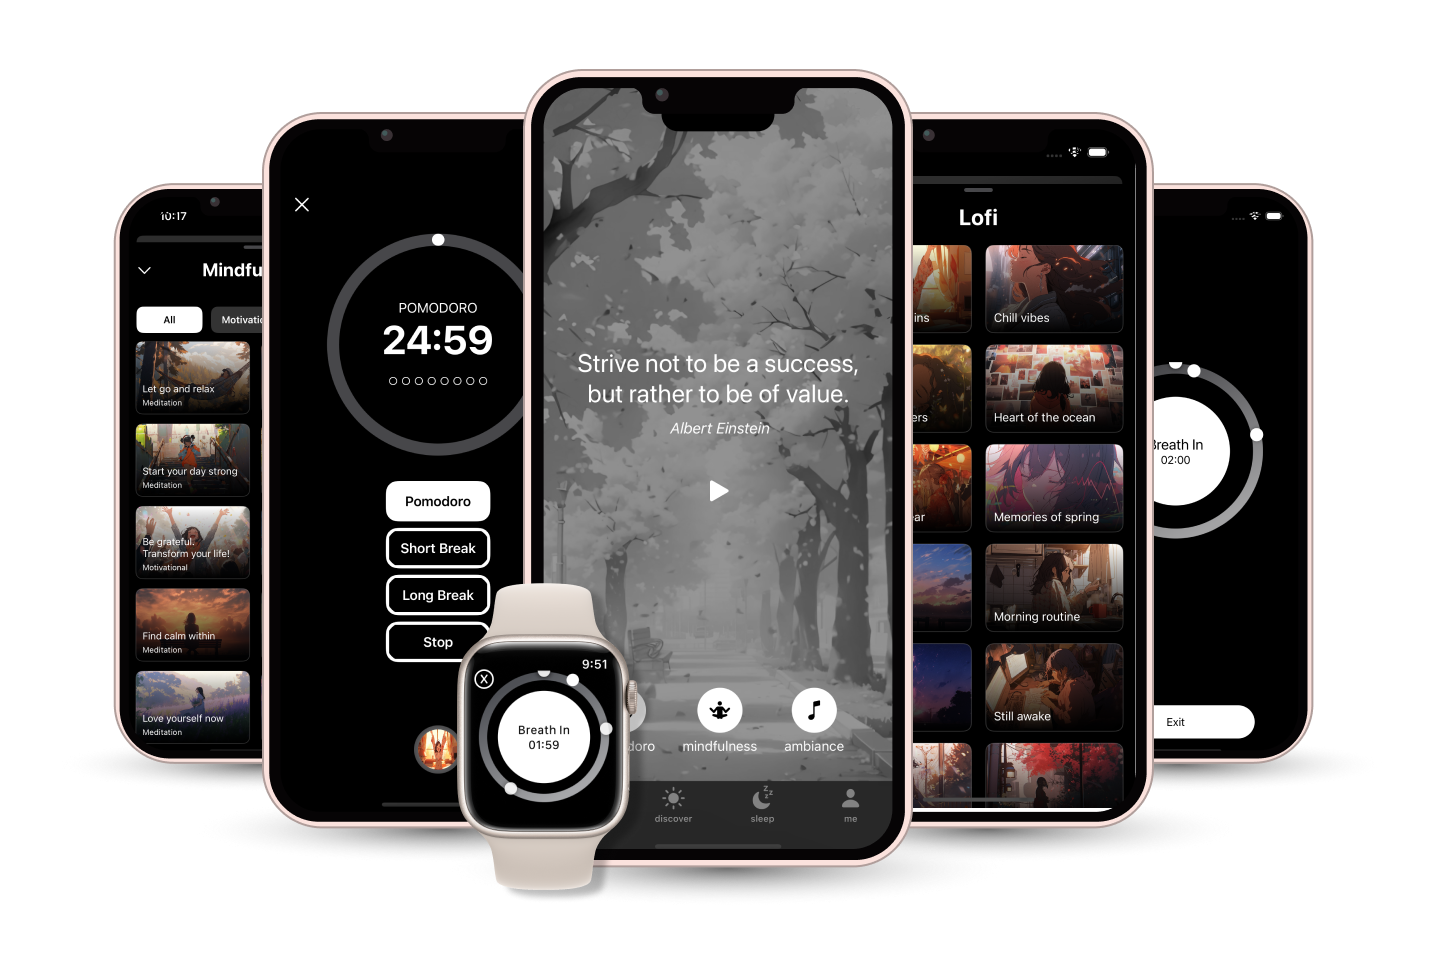 10:17
Mindfu
All
Motivatio
Let go and relax
Meditation
Start your day strong
Meditation
Be grateful.
Transform your life!
Motivational
Find calm within
Meditation
Love yourself now
Meditation
POMODORO
24:59
Pomodoro
Short Break
Long Break
Stop
9:51
X
Breath In
01:59
Strive not to be a success,
but rather to be of value.
Albert Einstein
doro
mindfulness
ambiance
discover
sleep
me
Lofi
ins
Chill vibes
ers
Heart of the ocean
ear
Memories of spring
Morning routine
Still awake
Breath In
02:00
Exit